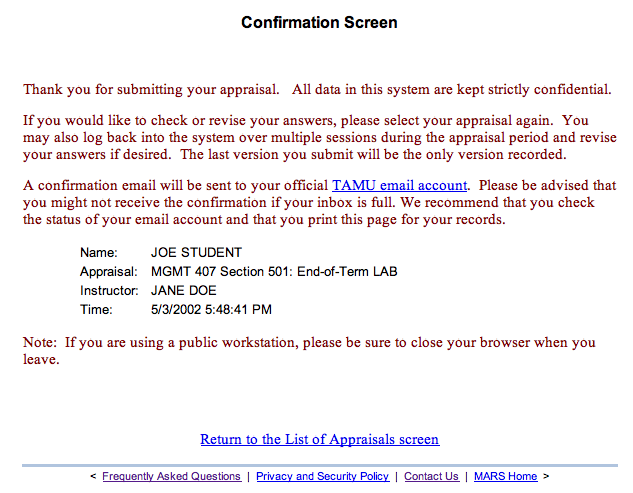 Confirmation Screen
Thank you for submitting your appraisal.   All data in this system are kept strictly confidential.
If you would like to check or revise your answers, please select your appraisal again.  You
may also log back into the system over multiple sessions during the appraisal period and revise
your answers if desired.  The last version you submit will be the only version recorded.
A confirmation email will be sent to your official TAMU email account.  Please be advised that
you might not receive the confirmation if your inbox is full. We recommend that you check
the status of your email account and that you print this page for your records.
Name: JOE STUDENT
Appraisal: MGMT 407 Section 501: End-of-Term LAB
Instructor: JANE DOE
Time: 5/3/2002 5:48:41 PM
Note:  If you are using a public workstation, please be sure to close your browser when you
leave.
Return to the List of Appraisals screen
< Frequently Asked Questions | Privacy and Security Policy | Contact Us | MARS Home >